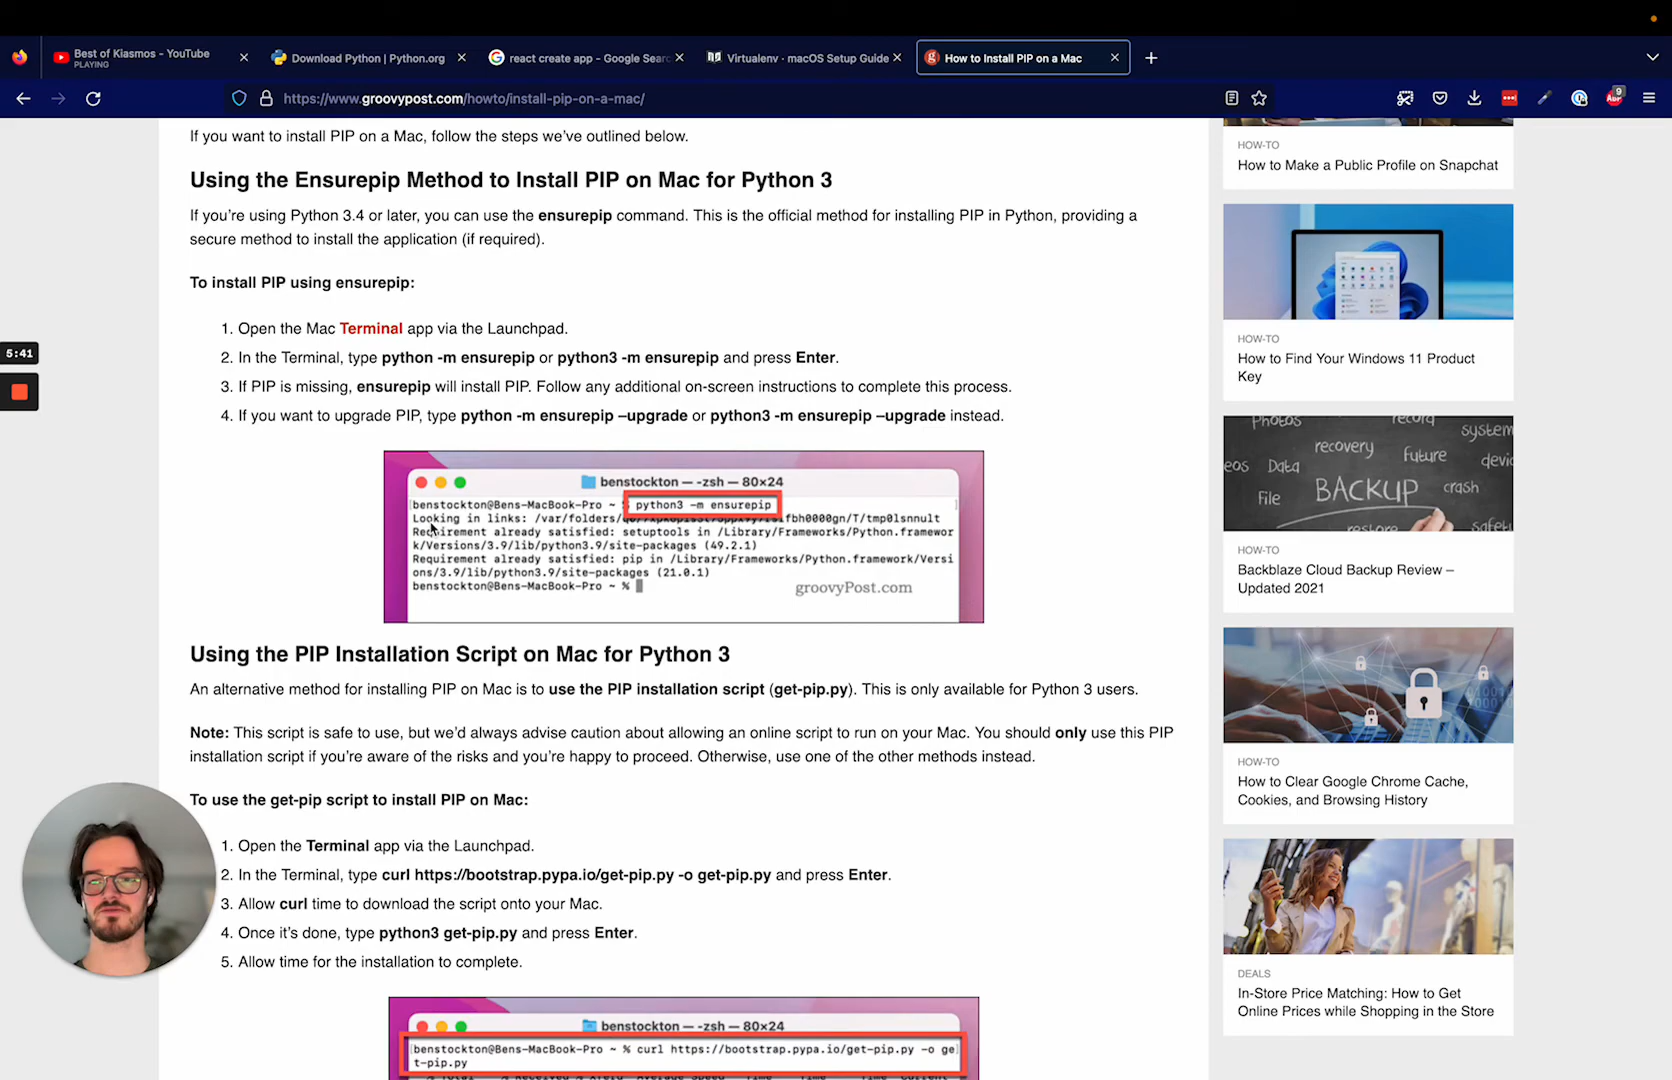 Best of Kiasmos - YouTube
PLAYING
Download Python | Python.org
react create app - Google Searc
Virtualenv · macOS Setup Guide
How to Install PIP on a Mac
https://www.groovypost.com/howto/install-pip-on-a-mac/
9
If you want to install PIP on a Mac, follow the steps we've outlined below.
Using the Ensurepip Method to Install PIP on Mac for Python 3
If you're using Python 3.4 or later, you can use the ensurepip command. This is the official method for installing PIP in Python, providing a
secure method to install the application (if required).
To install PIP using ensurepip:
1. Open the Mac Terminal app via the Launchpad.
2. In the Terminal, type python -m ensurepip or python3 -m ensurepip and press Enter.
3. If PIP is missing, ensurepip will install PIP. Follow any additional on-screen instructions to complete this process.
4. If you want to upgrade PIP, type python -m ensurepip –upgrade or python3 -m ensurepip –upgrade instead.
benstockton — -zsh — 80×24
benstockton@Bens-MacBook-Pro ~ % python3 -m ensurepip
Looking in links: /var/folders/
Requirement already satisfied: setuptools in /Library/Frameworks/Python.framewor
k/Versions/3.9/lib/python3.9/site-packages (49.2.1)
Requirement already satisfied: pip in /Library/Frameworks/Python.framework/Versi
ons/3.9/lib/python3.9/site-packages (21.0.1)
benstockton@Bens-MacBook-Pro ~ %
groovyPost.com
Using the PIP Installation Script on Mac for Python 3
An alternative method for installing PIP on Mac is to use the PIP installation script (get-pip.py). This is only available for Python 3 users.
Note: This script is safe to use, but we'd always advise caution about allowing an online script to run on your Mac. You should only use this PIP
installation script if you're aware of the risks and you're happy to proceed. Otherwise, use one of the other methods instead.
To use the get-pip script to install PIP on Mac:
1. Open the Terminal app via the Launchpad.
2. In the Terminal, type curl https://bootstrap.pypa.io/get-pip.py -o get-pip.py and press Enter.
3. Allow curl time to download the script onto your Mac.
4. Once it's done, type python3 get-pip.py and press Enter.
5. Allow time for the installation to complete.
benstockton — -zsh — 80×24
benstockton@Bens-MacBook-Pro ~ % curl https://bootstrap.pypa.io/get-pip.py -o ge
t-pip.py
5:41
HOW-TO
How to Make a Public Profile on Snapchat
HOW-TO
How to Find Your Windows 11 Product
Key
Photos record system
recovery future devi
eos Data
File BACKUP crash
restore safet
HOW-TO
Backblaze Cloud Backup Review –
Updated 2021
HOW-TO
How to Clear Google Chrome Cache,
Cookies, and Browsing History
DEALS
In-Store Price Matching: How to Get
Online Prices while Shopping in the Store